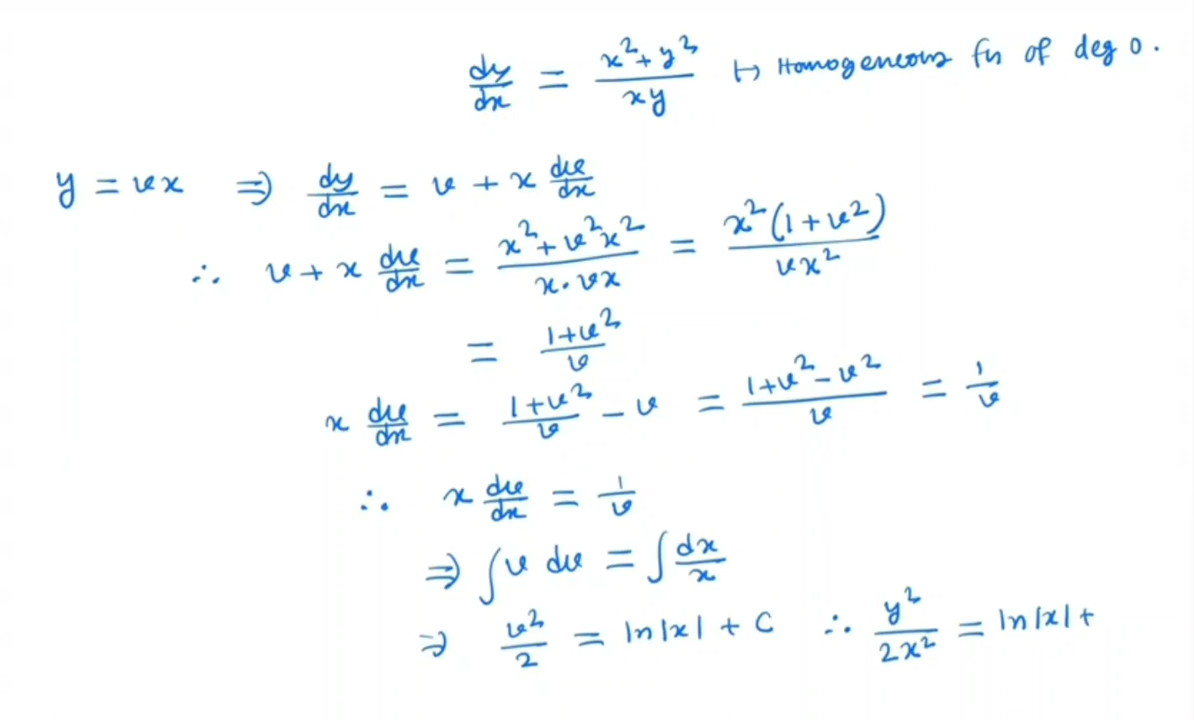 dy/dx = (x²+y²)/(xy) ↦ Homogeneous fn of deg 0.
y = vx ⇒ dy/dx = v + x dv/dx
∴ v + x dv/dx = (x²+v²x²)/(x·vx) = x²(1+v²)/(vx²)
= (1+v²)/v
x dv/dx = (1+v²)/v − v = (1+v²−v²)/v = 1/v
∴ x dv/dx = 1/v
⇒ ∫v dv = ∫dx/x
⇒ v²/2 = ln|x| + C ∴ y²/(2x²) = ln|x| +